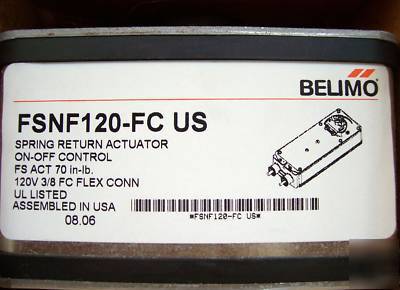 BELIMO
FSNF120-FC US
SPRING RETURN ACTUATOR
ON-OFF CONTROL
FS ACT 70 in-lb.
120V 3/8 FC FLEX CONN
UL LISTED
ASSEMBLED IN USA
08.06
*FSNF120-FC US*